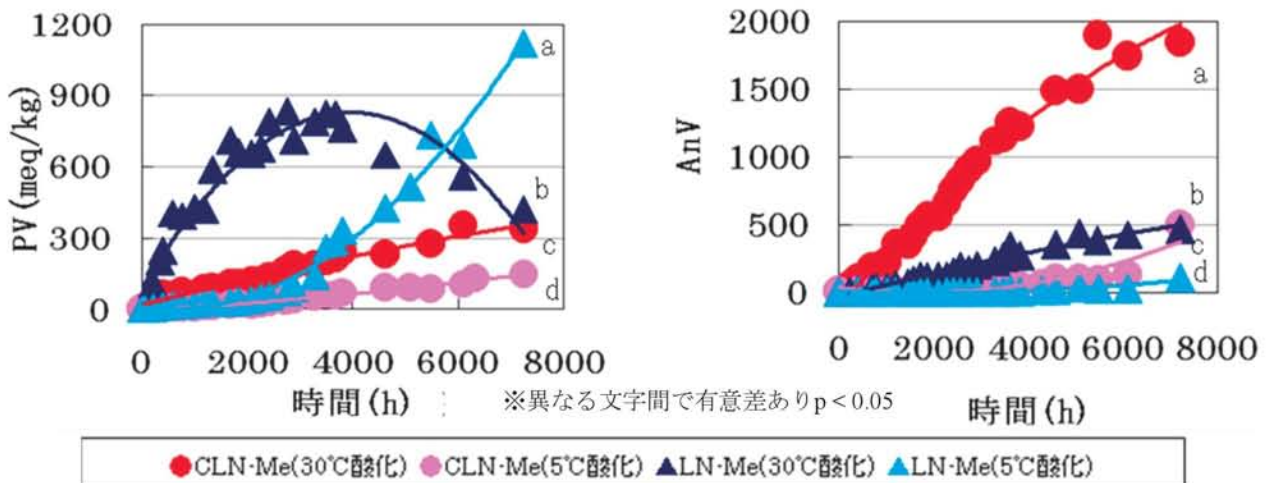 1200
900
600
300
0
PV(meq/kg)
a
b
c
d
0 2000 4000 6000 8000
時間(h)
2000
1500
1000
500
0
AnV
a
b
c
d
0 2000 4000 6000 8000
時間(h)
※異なる文字間で有意差ありp < 0.05
CLN-Me(30℃酸化) CLN-Me(5℃酸化) LN-Me(30℃酸化) LN-Me(5℃酸化)